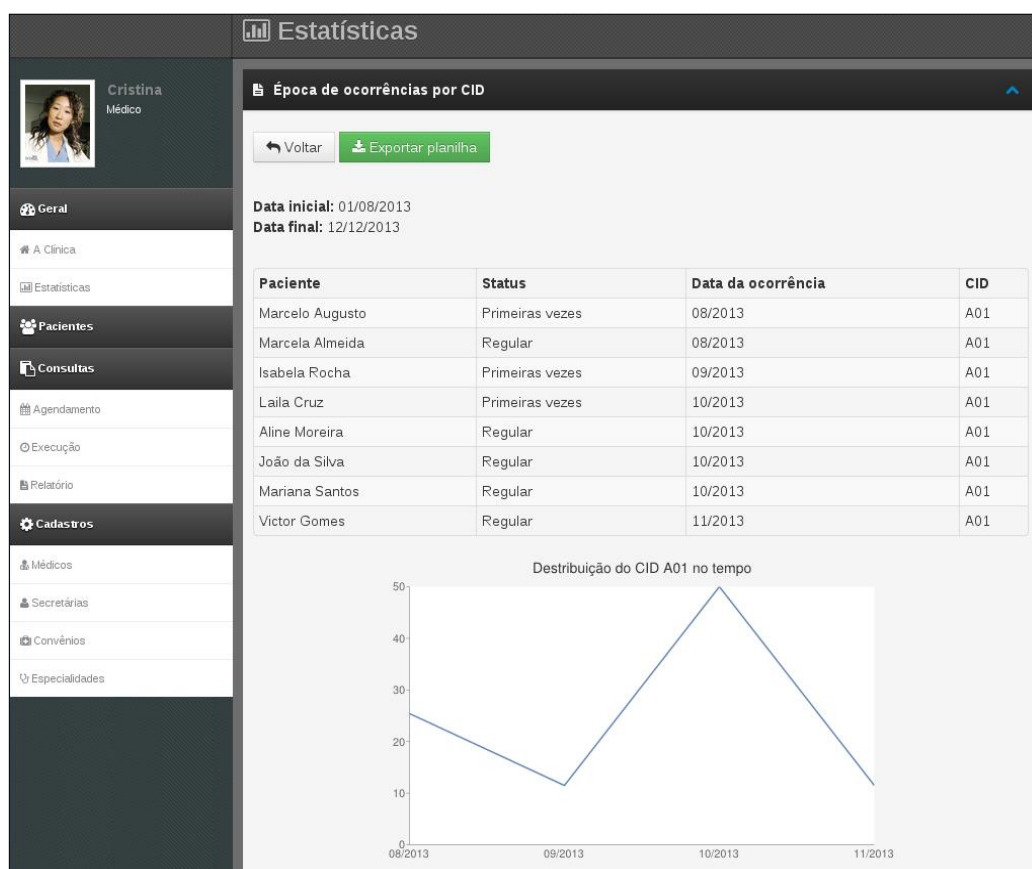 Estatísticas
Cristina
Médico
Geral
A Clínica
Estatísticas
Pacientes
Consultas
Agendamento
Execução
Relatório
Cadastros
Médicos
Secretárias
Convênios
Especialidades
Época de ocorrências por CID
Voltar Exportar planilha
Data inicial: 01/08/2013
Data final: 12/12/2013
Paciente Status Data da ocorrência CID
Marcelo Augusto Primeiras vezes 08/2013 A01
Marcela Almeida Regular 08/2013 A01
Isabela Rocha Primeiras vezes 09/2013 A01
Laila Cruz Primeiras vezes 10/2013 A01
Aline Moreira Regular 10/2013 A01
João da Silva Regular 10/2013 A01
Mariana Santos Regular 10/2013 A01
Victor Gomes Regular 11/2013 A01
Destribuição do CID A01 no tempo
50
40
30
20
10
0
08/2013 09/2013 10/2013 11/2013